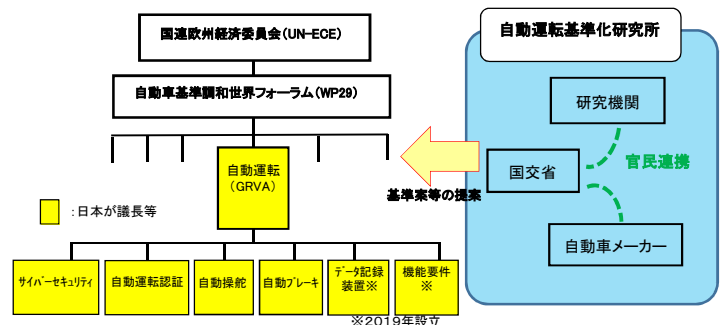 国連欧州経済委員会(UN-ECE)
自動車基準調和世界フォーラム(WP29)
自動運転
(GRVA)
:日本が議長等
サイバーセキュリティ
自動運転認証
自動操舵
自動ブレーキ
データ記録
装置※
機能要件
※
※2019年設立
基準案等の提案
自動運転基準化研究所
研究機関
国交省
官民連携
自動車メーカー